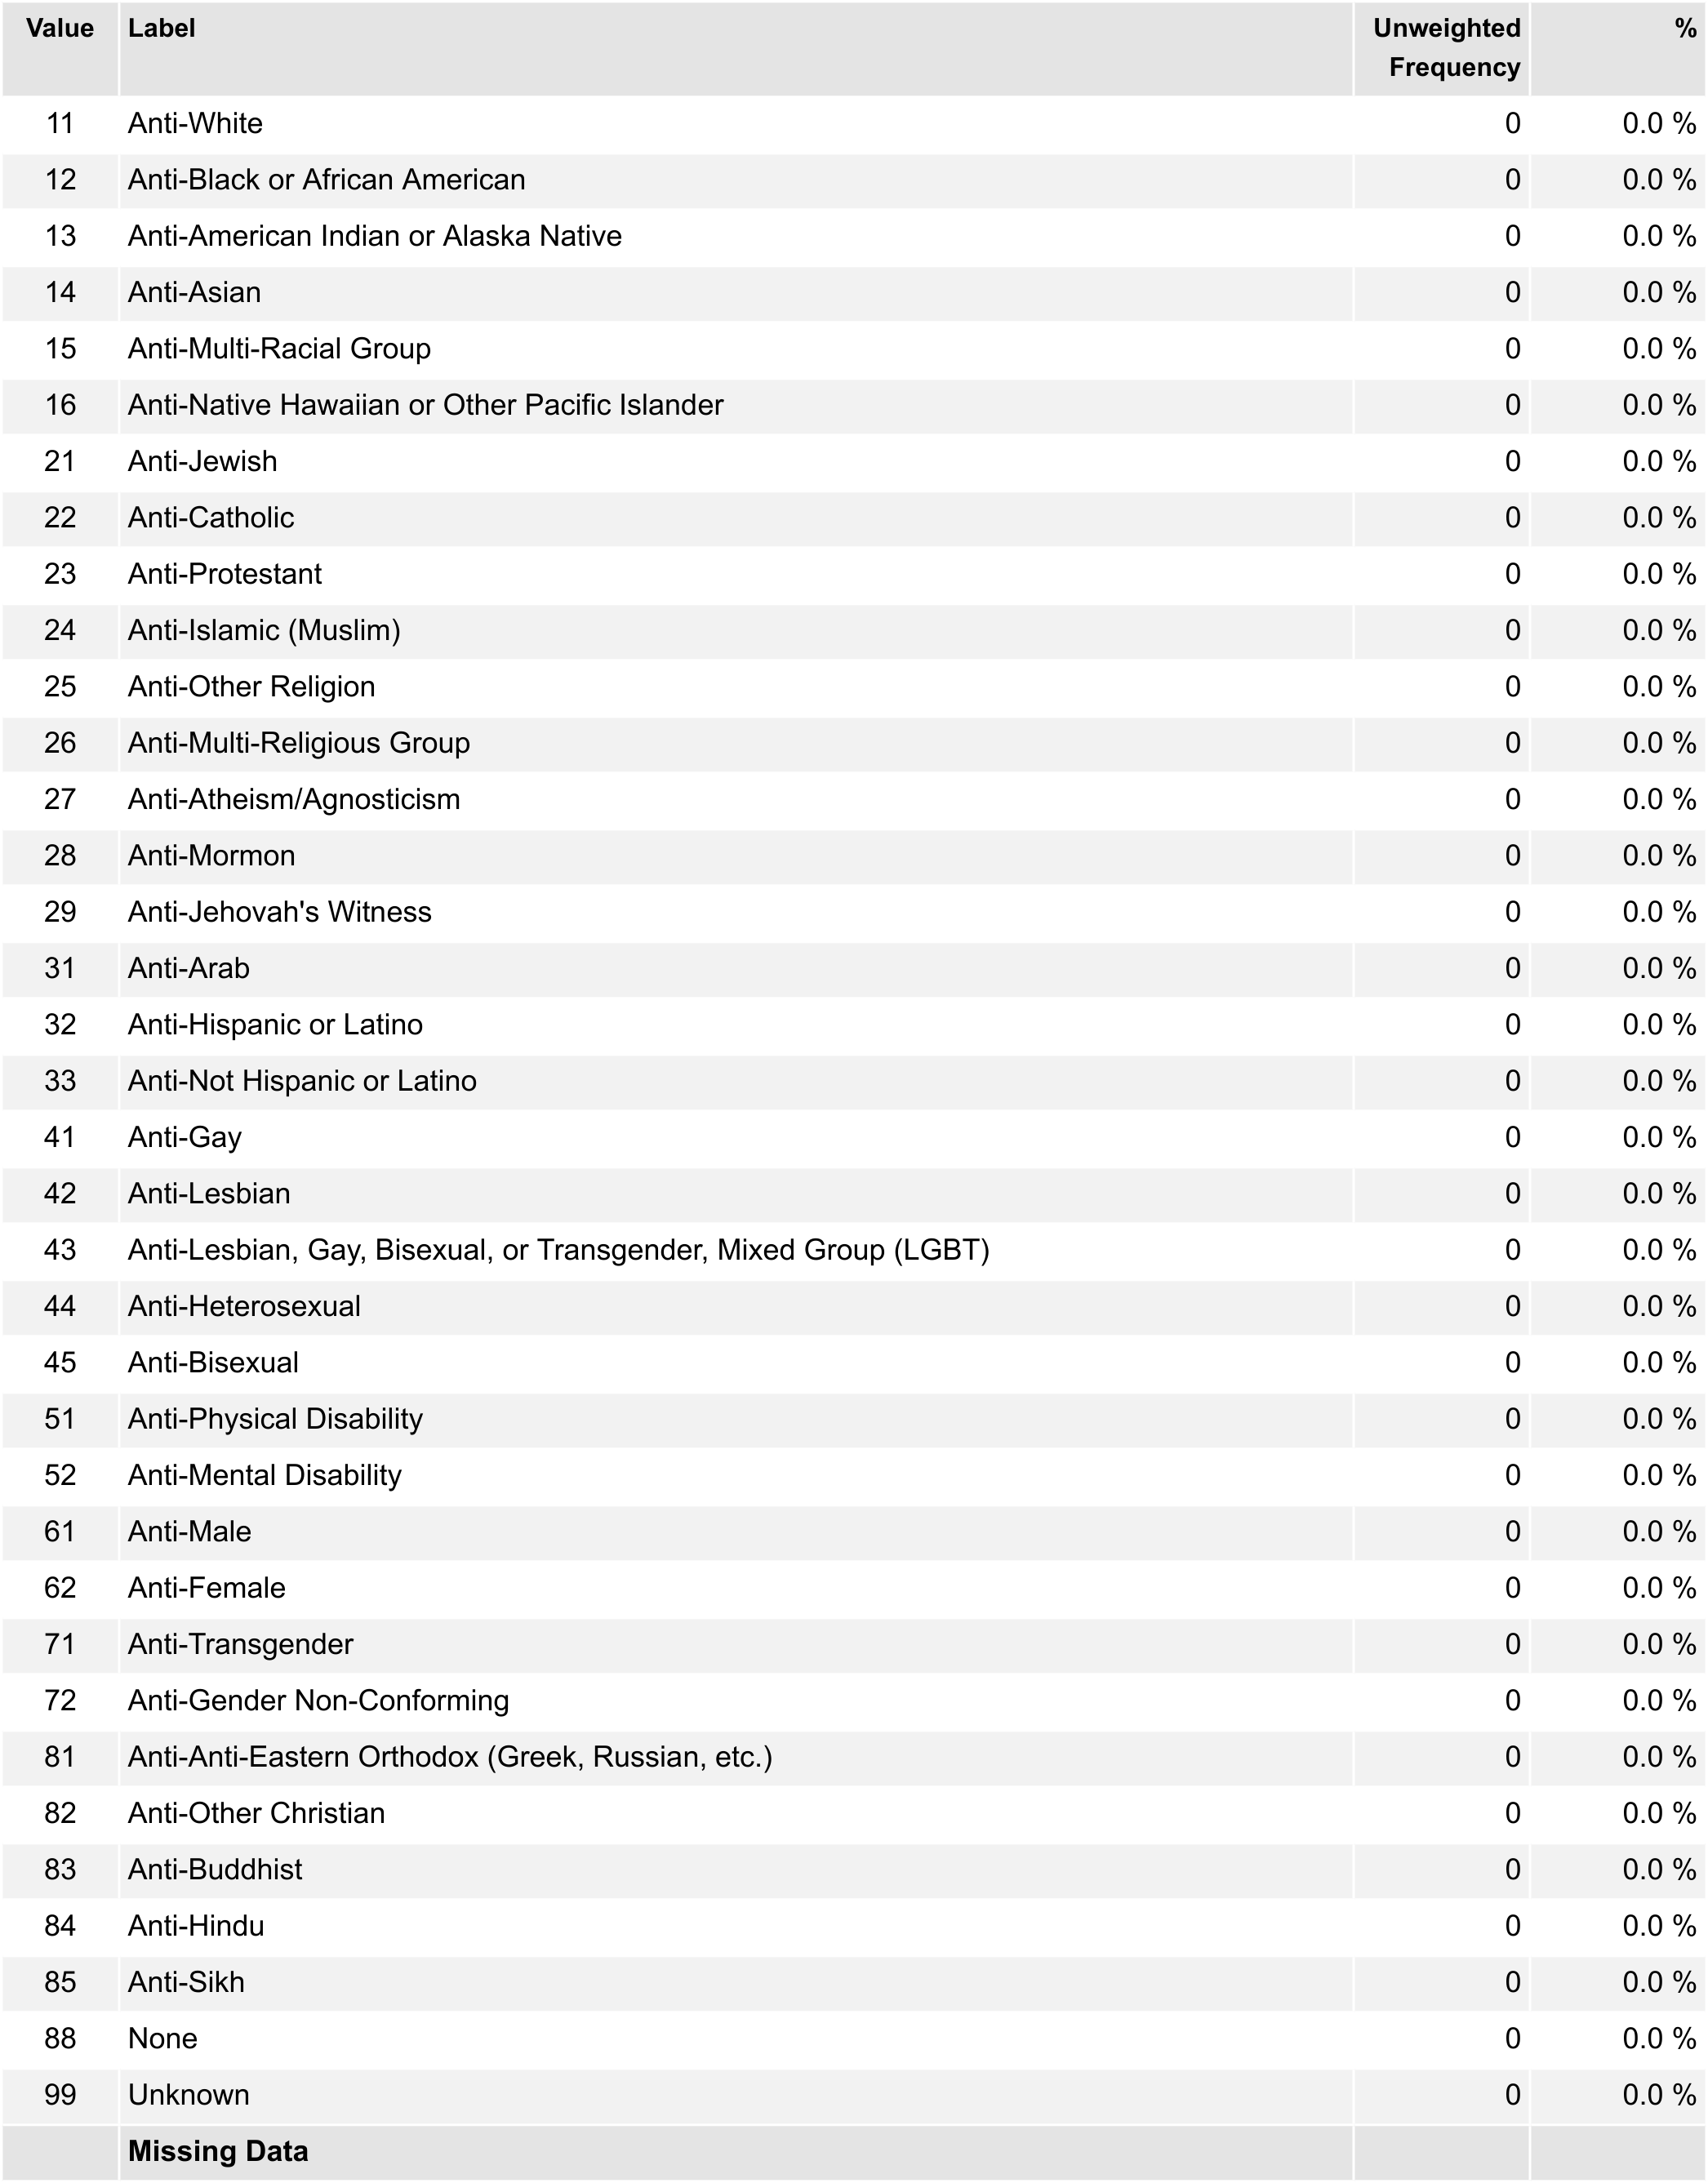 Value Label Unweighted Frequency %
11 Anti-White 0 0.0 %
12 Anti-Black or African American 0 0.0 %
13 Anti-American Indian or Alaska Native 0 0.0 %
14 Anti-Asian 0 0.0 %
15 Anti-Multi-Racial Group 0 0.0 %
16 Anti-Native Hawaiian or Other Pacific Islander 0 0.0 %
21 Anti-Jewish 0 0.0 %
22 Anti-Catholic 0 0.0 %
23 Anti-Protestant 0 0.0 %
24 Anti-Islamic (Muslim) 0 0.0 %
25 Anti-Other Religion 0 0.0 %
26 Anti-Multi-Religious Group 0 0.0 %
27 Anti-Atheism/Agnosticism 0 0.0 %
28 Anti-Mormon 0 0.0 %
29 Anti-Jehovah's Witness 0 0.0 %
31 Anti-Arab 0 0.0 %
32 Anti-Hispanic or Latino 0 0.0 %
33 Anti-Not Hispanic or Latino 0 0.0 %
41 Anti-Gay 0 0.0 %
42 Anti-Lesbian 0 0.0 %
43 Anti-Lesbian, Gay, Bisexual, or Transgender, Mixed Group (LGBT) 0 0.0 %
44 Anti-Heterosexual 0 0.0 %
45 Anti-Bisexual 0 0.0 %
51 Anti-Physical Disability 0 0.0 %
52 Anti-Mental Disability 0 0.0 %
61 Anti-Male 0 0.0 %
62 Anti-Female 0 0.0 %
71 Anti-Transgender 0 0.0 %
72 Anti-Gender Non-Conforming 0 0.0 %
81 Anti-Anti-Eastern Orthodox (Greek, Russian, etc.) 0 0.0 %
82 Anti-Other Christian 0 0.0 %
83 Anti-Buddhist 0 0.0 %
84 Anti-Hindu 0 0.0 %
85 Anti-Sikh 0 0.0 %
88 None 0 0.0 %
99 Unknown 0 0.0 %
Missing Data